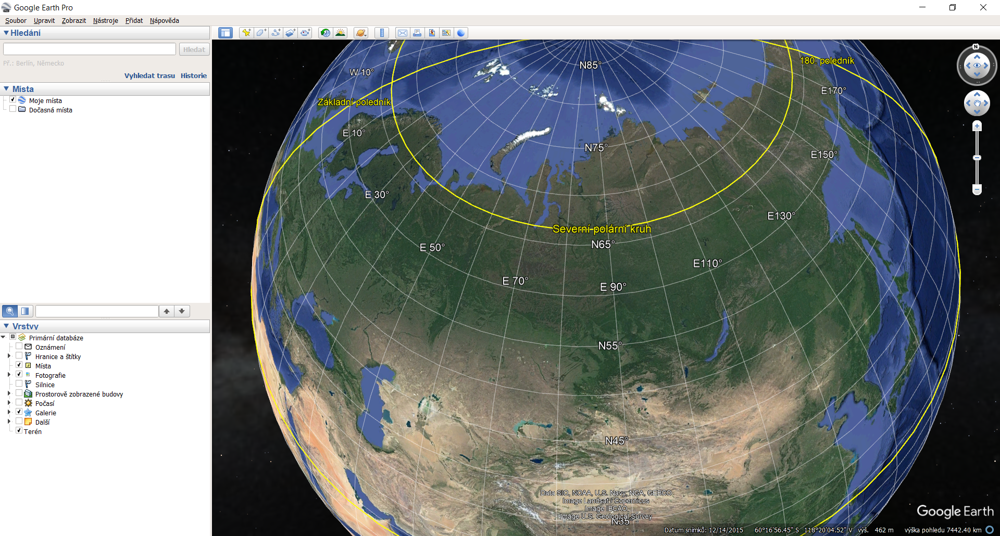 Google Earth Pro
Soubor Upravit Zobrazit Nástroje Přidat Nápověda
Hledání
Hledat
Př.: Berlín, Německo
Vyhledat trasu Historie
Místa
Moje místa
Dočasná místa
Vrstvy
Primární databáze
Oznámení
Hranice a štítky
Místa
Fotografie
Silnice
Prostorově zobrazené budovy
Počasí
Galerie
Další
Terén
N
180. poledník
N85°
W 10°
E170°
Základní poledník
E 10°
N75°
E150°
E 30°
E130°
Severní polární kruh
N65°
E 50°
E110°
E 70°
E 90°
N55°
N45°
Data SIO, NOAA, U.S. Navy, NGA, GEBCO
Image Landsat / Copernicus
Image IBCAO
Image U.S. Geological Survey
N35°
Google Earth
Datum snímků: 12/14/2015 60°16'56.45" S 118°20'04.52" V výš. 462 m výška pohledu 7442.40 km